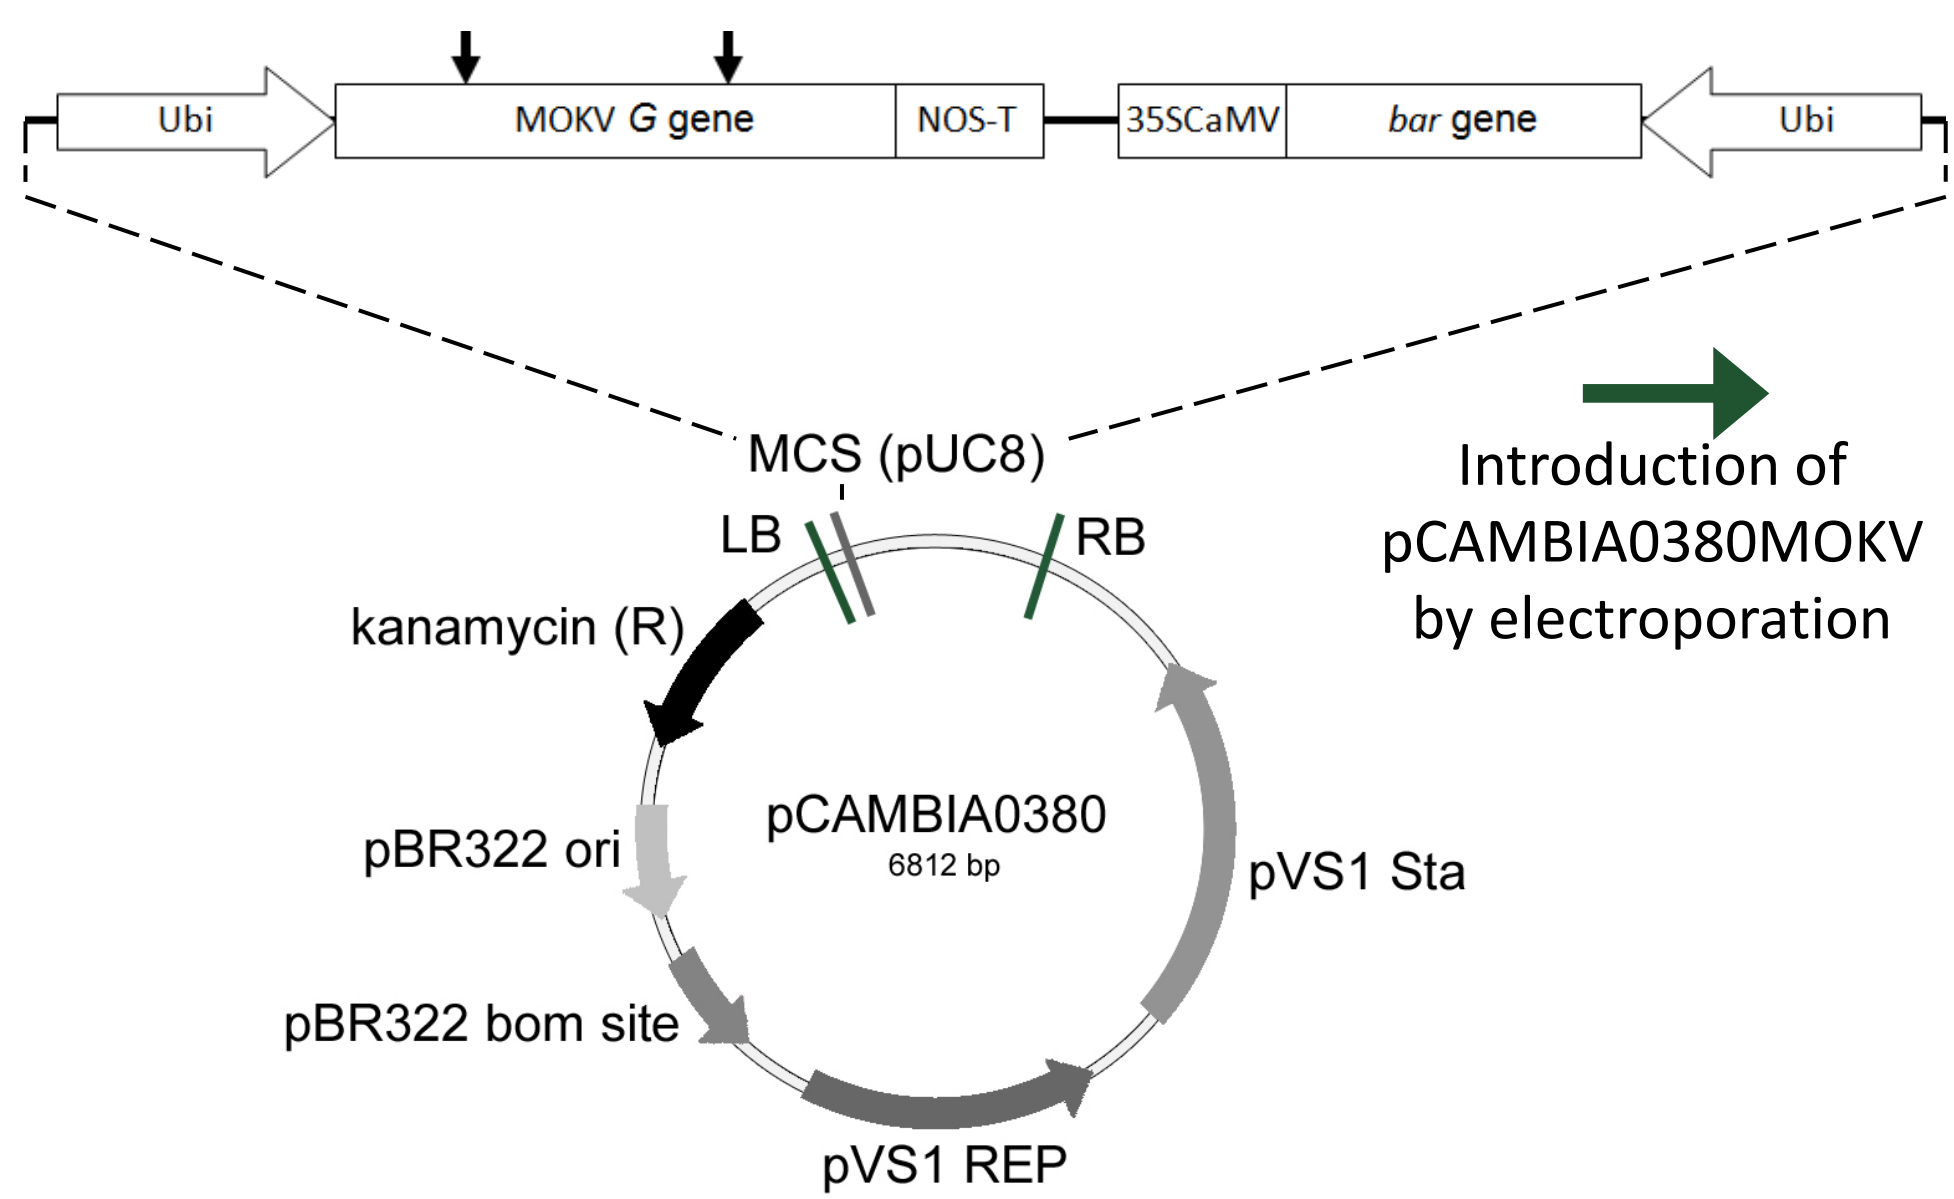 Ubi MOKV G gene NOS-T 35SCaMV bar gene Ubi
MCS (pUC8)
LB
RB
kanamycin (R)
pBR322 ori
pBR322 bom site
pVS1 REP
pVS1 Sta
pCAMBIA0380
6812 bp
Introduction of
pCAMBIA0380MOKV
by electroporation